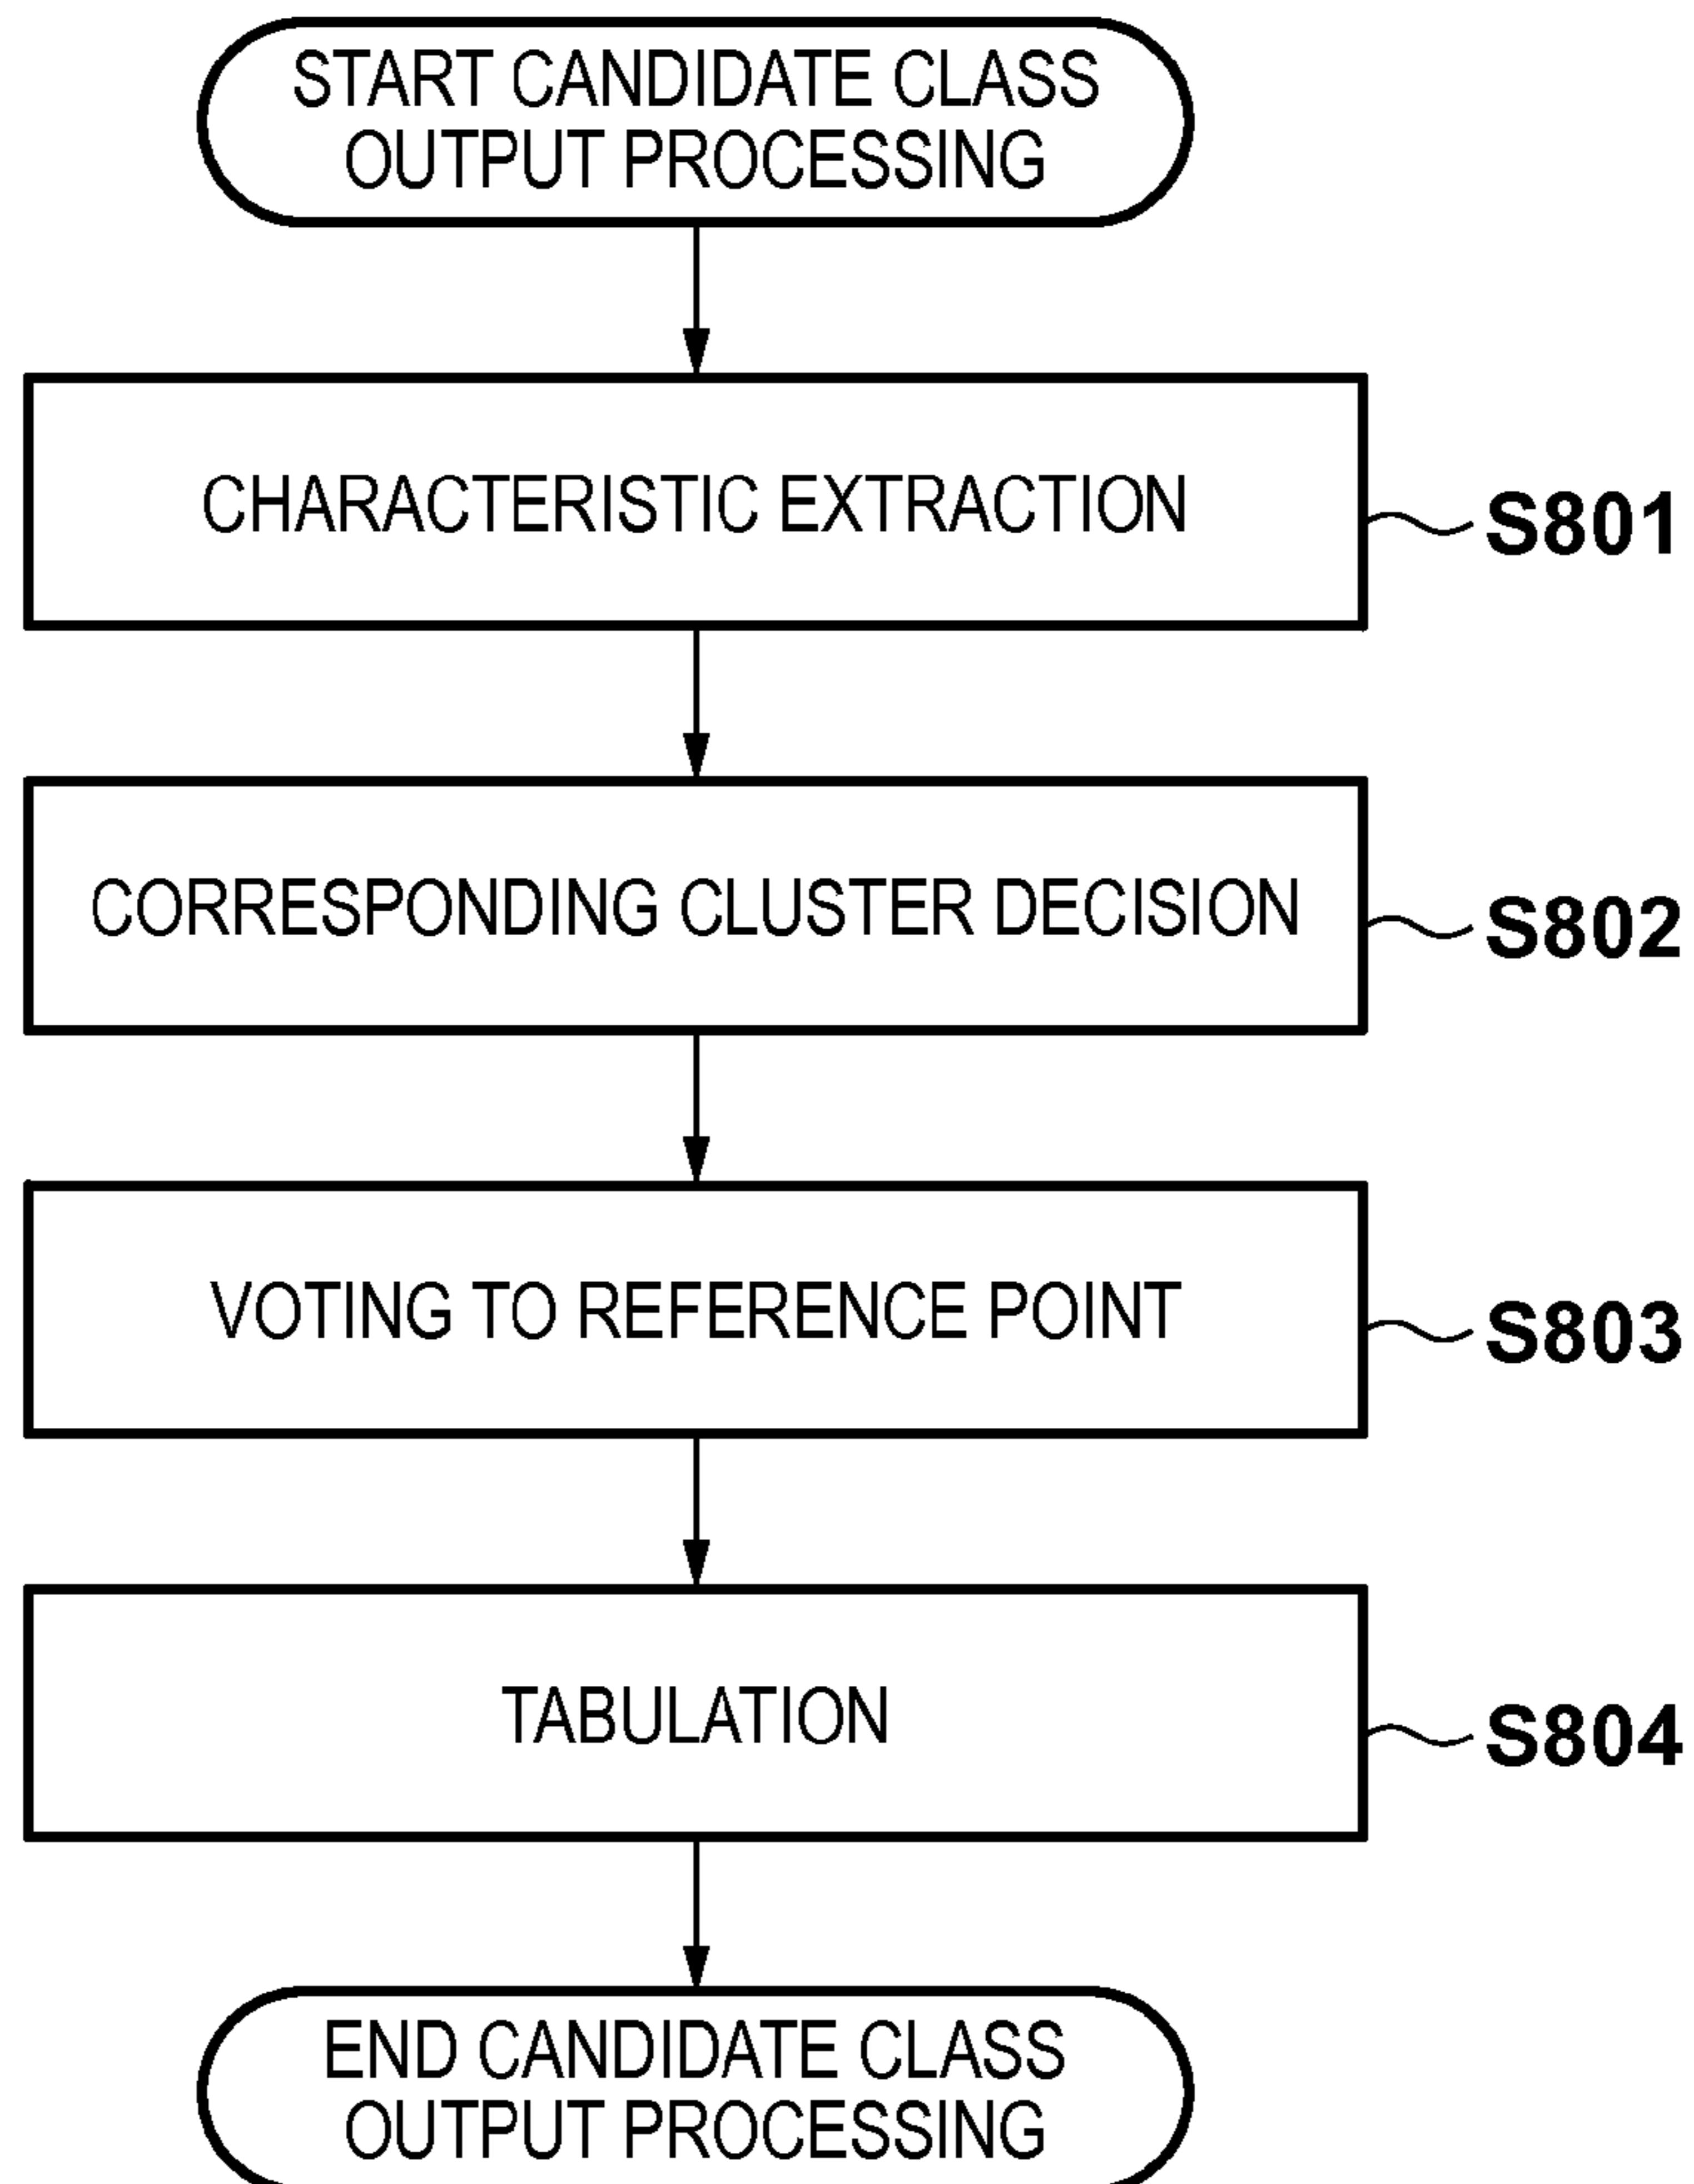 START CANDIDATE CLASS
OUTPUT PROCESSING
CHARACTERISTIC EXTRACTION
S801
CORRESPONDING CLUSTER DECISION
S802
VOTING TO REFERENCE POINT
S803
TABULATION
S804
END CANDIDATE CLASS
OUTPUT PROCESSING